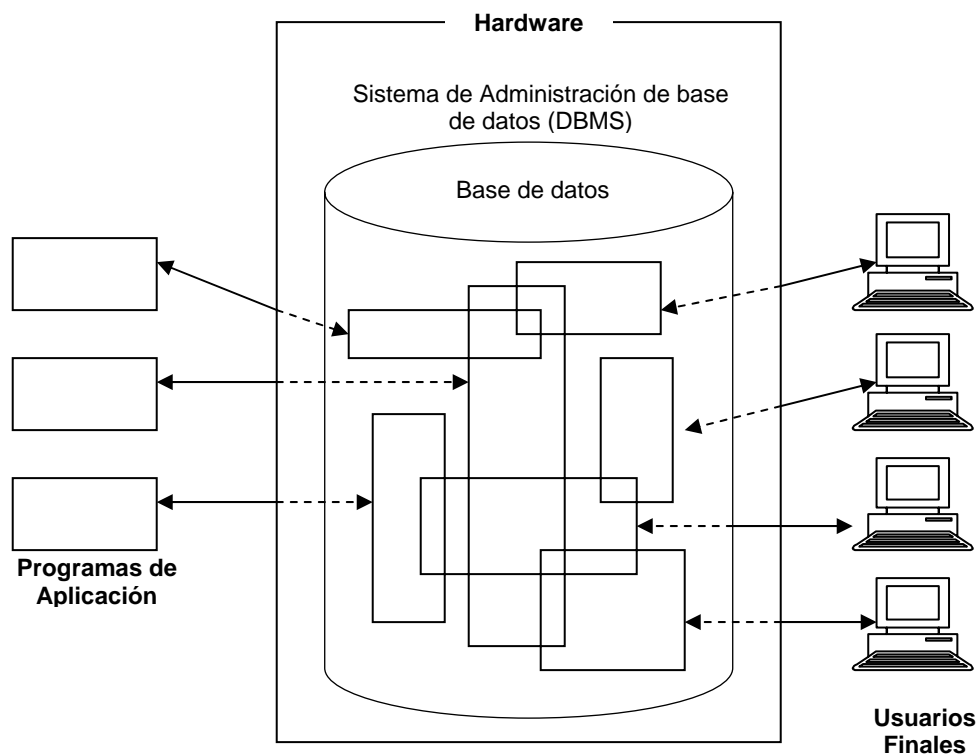 Hardware
Sistema de Administración de base
de datos (DBMS)
Base de datos
Programas de
Aplicación
Usuarios
Finales